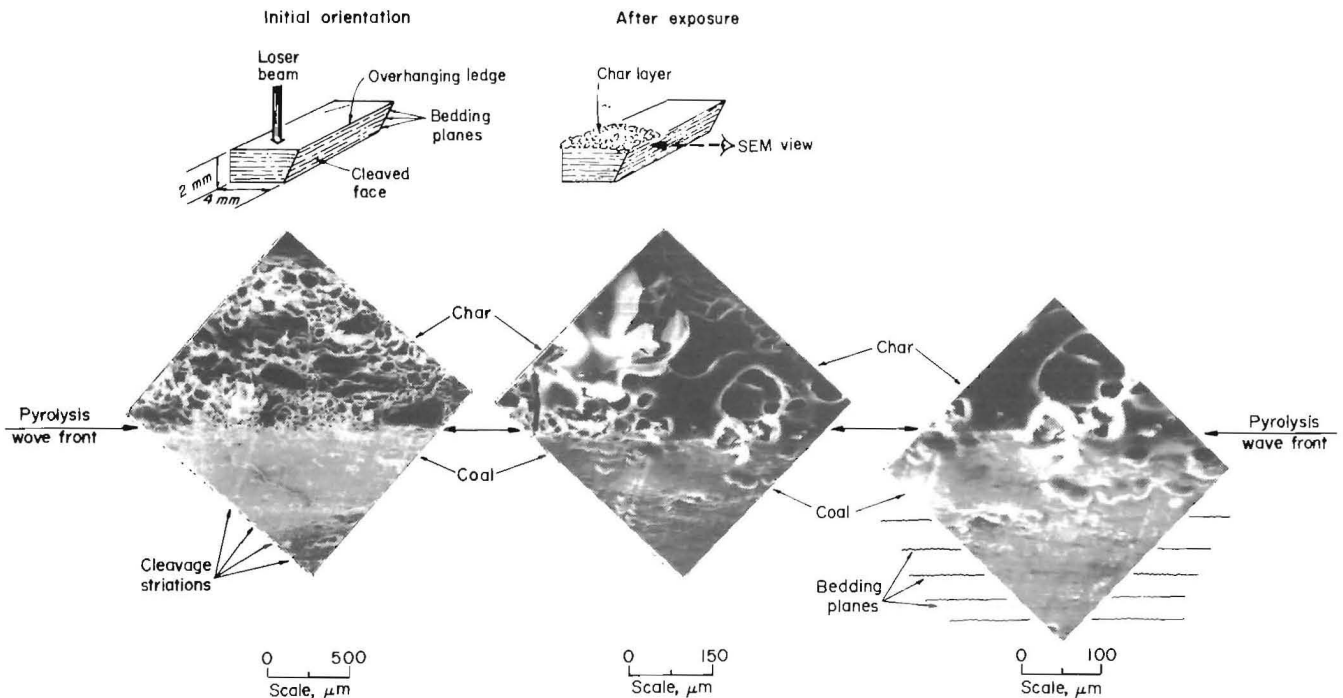 Initial orientation
After exposure
Loser
beam
Overhanging ledge
Bedding
planes
Cleaved
face
2 mm
4 mm
Char layer
SEM view
Char
Char
Pyrolysis
wave front
Pyrolysis
wave front
Coal
Coal
Cleavage
striations
Bedding
planes
0 500
Scale, μm
0 150
Scale, μm
0 100
Scale, μm